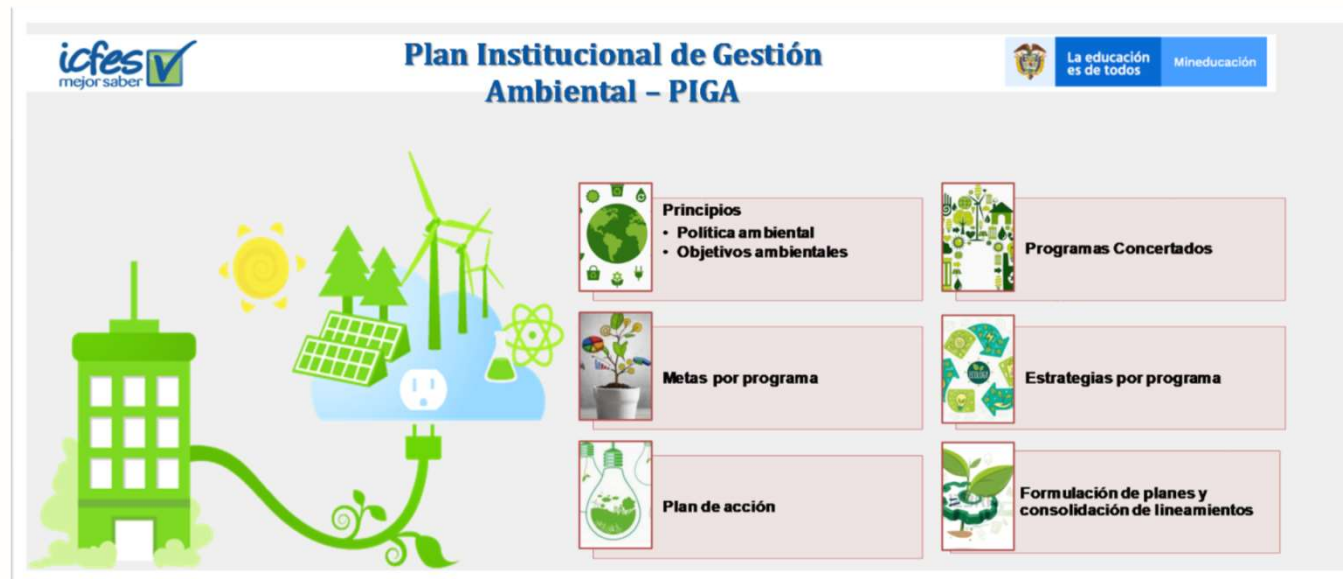 icfes
mejor saber
Plan Institucional de Gestión
Ambiental – PIGA
La educación
es de todos
Mineducación
Principios
• Política ambiental
• Objetivos ambientales
Programas Concertados
Metas por programa
Estrategias por programa
Plan de acción
Formulación de planes y
consolidación de lineamientos